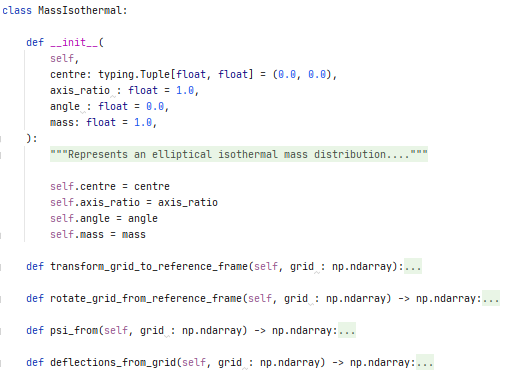 class MassIsothermal:
def __init__(
self,
centre: typing.Tuple[float, float] = (0.0, 0.0),
axis_ratio : float = 1.0,
angle : float = 0.0,
mass: float = 1.0,
):
"""Represents an elliptical isothermal mass distribution...."""
self.centre = centre
self.axis_ratio = axis_ratio
self.angle = angle
self.mass = mass
def transform_grid_to_reference_frame(self, grid : np.ndarray):...
def rotate_grid_from_reference_frame(self, grid : np.ndarray) -> np.ndarray:...
def psi_from(self, grid : np.ndarray) -> np.ndarray:...
def deflections_from_grid(self, grid : np.ndarray) -> np.ndarray:...